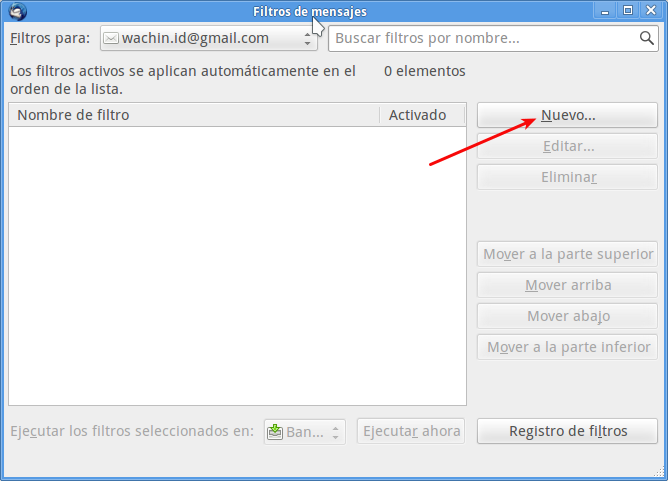 Filtros de mensajes
Filtros para: wachin.id@gmail.com Buscar filtros por nombre...
Los filtros activos se aplican automáticamente en el 0 elementos
orden de la lista.
Nombre de filtro Activado
Nuevo...
Editar...
Eliminar
Mover a la parte superior
Mover arriba
Mover abajo
Mover a la parte inferior
Ejecutar los filtros seleccionados en: Ban... Ejecutar ahora Registro de filtros